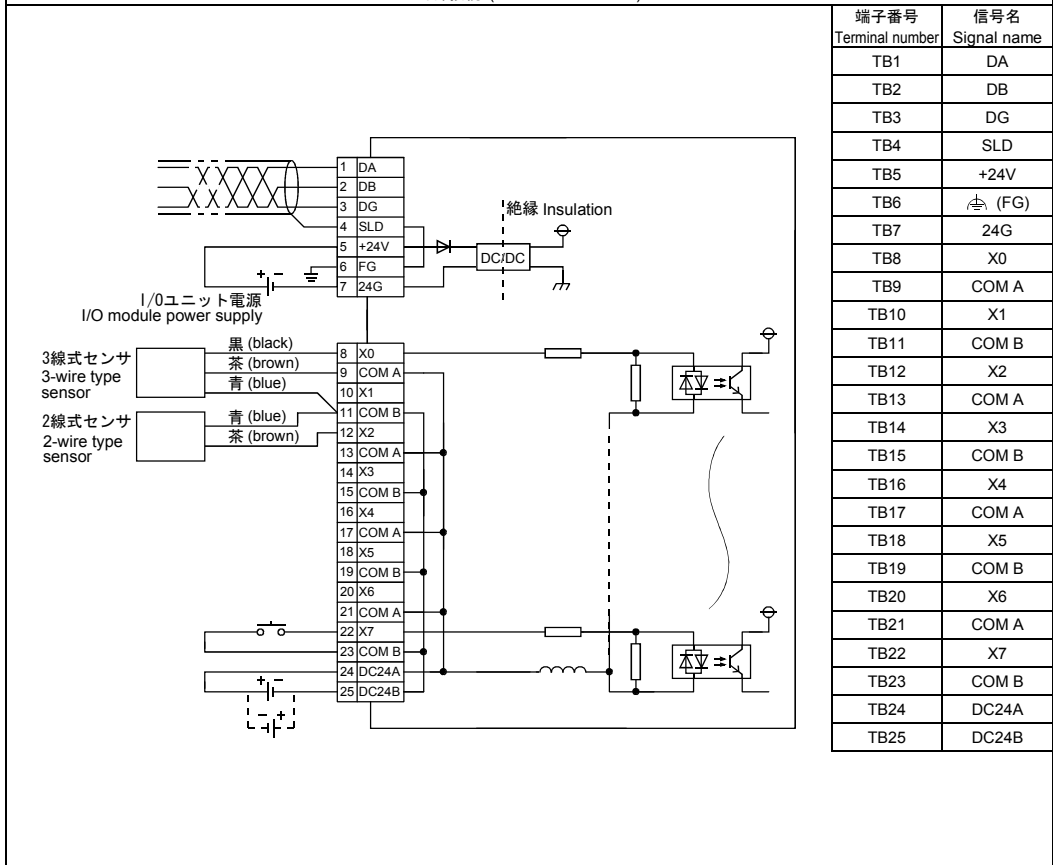 端子番号 信号名
Terminal number Signal name
TB1 DA
TB2 DB
TB3 DG
TB4 SLD
TB5 +24V
TB6 (FG)
TB7 24G
TB8 X0
TB9 COM A
TB10 X1
TB11 COM B
TB12 X2
TB13 COM A
TB14 X3
TB15 COM B
TB16 X4
TB17 COM A
TB18 X5
TB19 COM B
TB20 X6
TB21 COM A
TB22 X7
TB23 COM B
TB24 DC24A
TB25 DC24B
1 DA
2 DB
3 DG
4 SLD
5 +24V
6 FG
7 24G
絶縁 Insulation
DC/DC
+ -
I/Oユニット電源
I/O module power supply
3線式センサ
3-wire type
sensor
黒 (black)
茶 (brown)
青 (blue)
2線式センサ
2-wire type
sensor
青 (blue)
茶 (brown)
8 X0
9 COM A
10 X1
11 COM B
12 X2
13 COM A
14 X3
15 COM B
16 X4
17 COM A
18 X5
19 COM B
20 X6
21 COM A
22 X7
23 COM B
24 DC24A
25 DC24B
+ -
- +